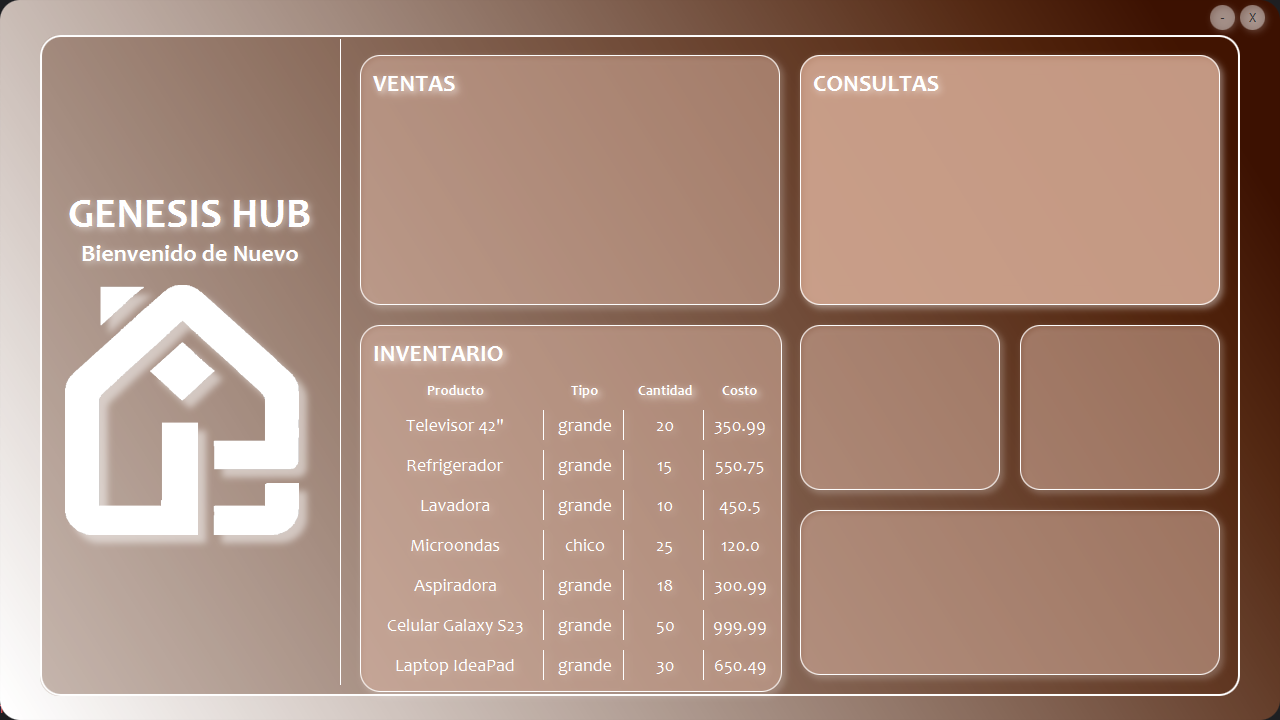 - X
GENESIS HUB
Bienvenido de Nuevo
VENTAS
CONSULTAS
INVENTARIO
Producto Tipo Cantidad Costo
Televisor 42" grande 20 350.99
Refrigerador grande 15 550.75
Lavadora grande 10 450.5
Microondas chico 25 120.0
Aspiradora grande 18 300.99
Celular Galaxy S23 grande 50 999.99
Laptop IdeaPad grande 30 650.49